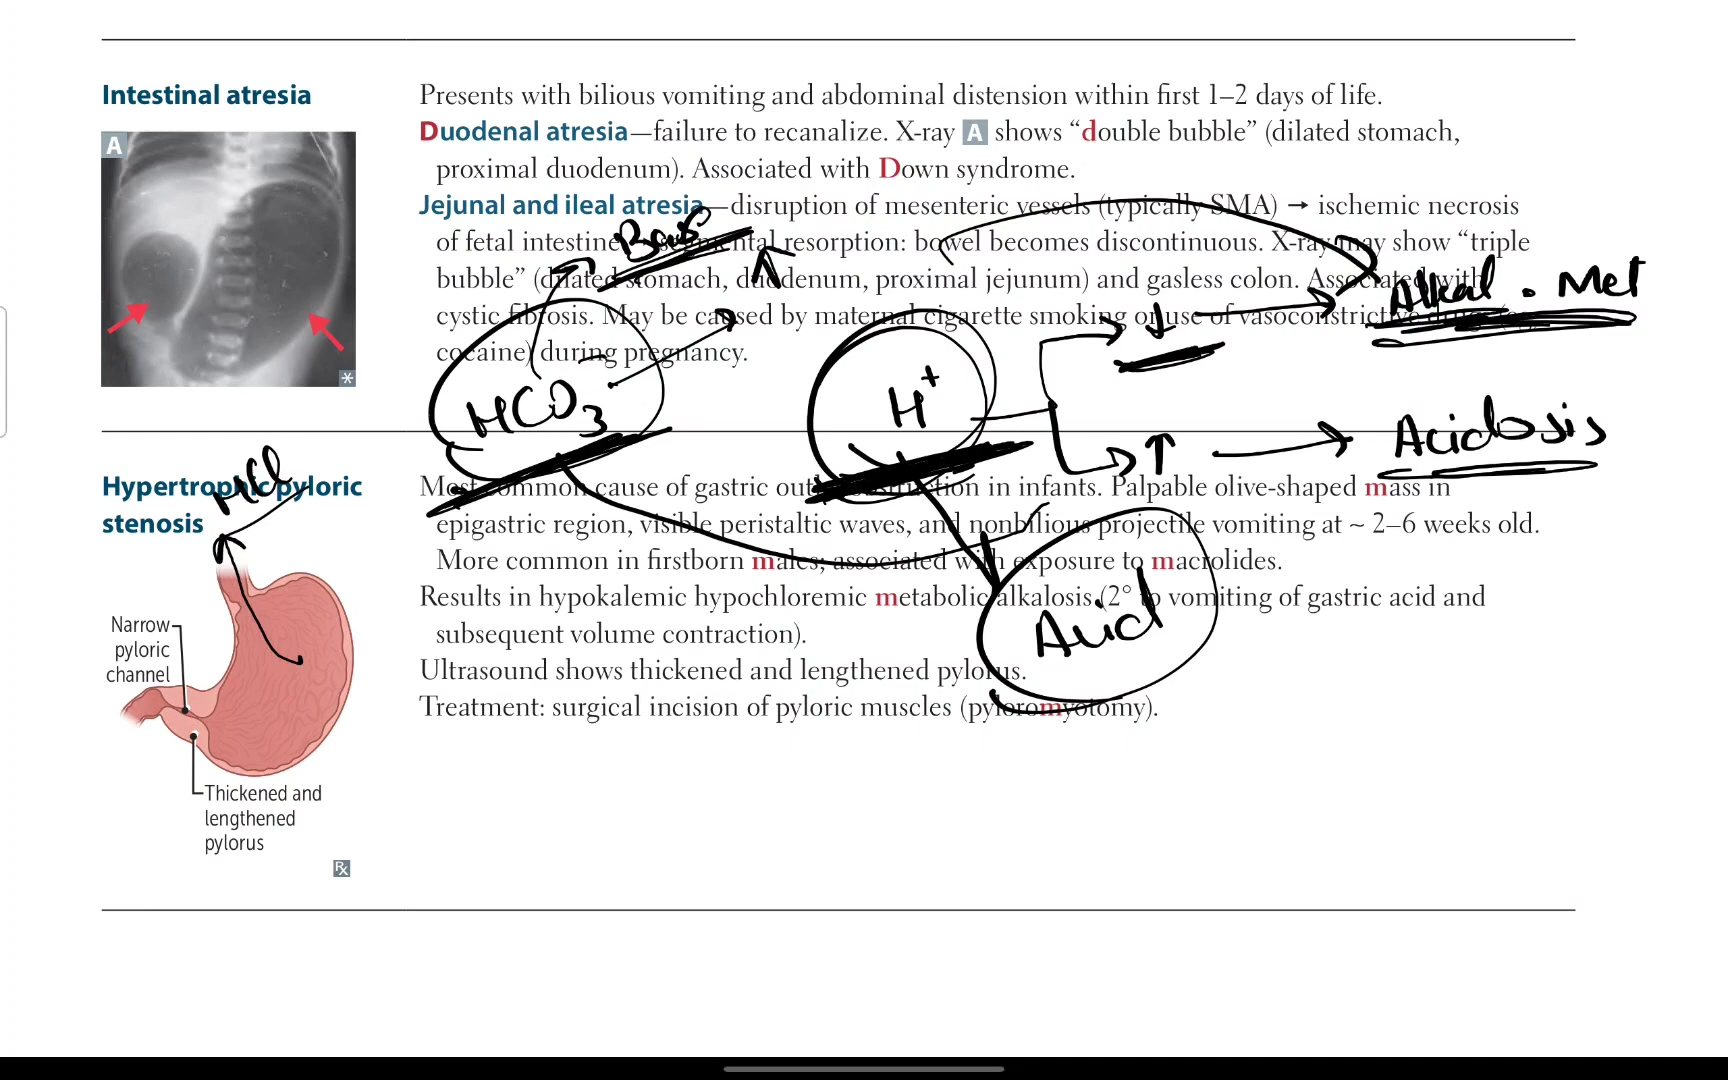 Intestinal atresia
A
Presents with bilious vomiting and abdominal distension within first 1–2 days of life.
Duodenal atresia—failure to recanalize. X-ray A shows “double bubble” (dilated stomach,
proximal duodenum). Associated with Down syndrome.
Jejunal and ileal atresia—disruption of mesenteric vessels (typically SMA) → ischemic necrosis
of fetal intestine resorption: bowel becomes discontinuous. X-ray may show “triple
bubble” (dilated stomach, duodenum, proximal jejunum) and gasless colon. Associated with
cystic fibrosis. May be caused by maternal cigarette smoking or use of vasoconstrictive
cocaine) during pregnancy.
*
↑
HCO3-
H+
↓
Alkal . Met
↑
Acidosis
HCl
Acid
Hypertrophic pyloric
stenosis
Most common cause of gastric outlet obstruction in infants. Palpable olive-shaped mass in
epigastric region, visible peristaltic waves, and nonbilious projectile vomiting at ~ 2–6 weeks old.
More common in firstborn males; associated with exposure to macrolides.
Results in hypokalemic hypochloremic metabolic alkalosis (2° to vomiting of gastric acid and
subsequent volume contraction).
Ultrasound shows thickened and lengthened pylorus.
Treatment: surgical incision of pyloric muscles (pyloromyotomy).
Narrow
pyloric
channel
Thickened and
lengthened
pylorus
Rx